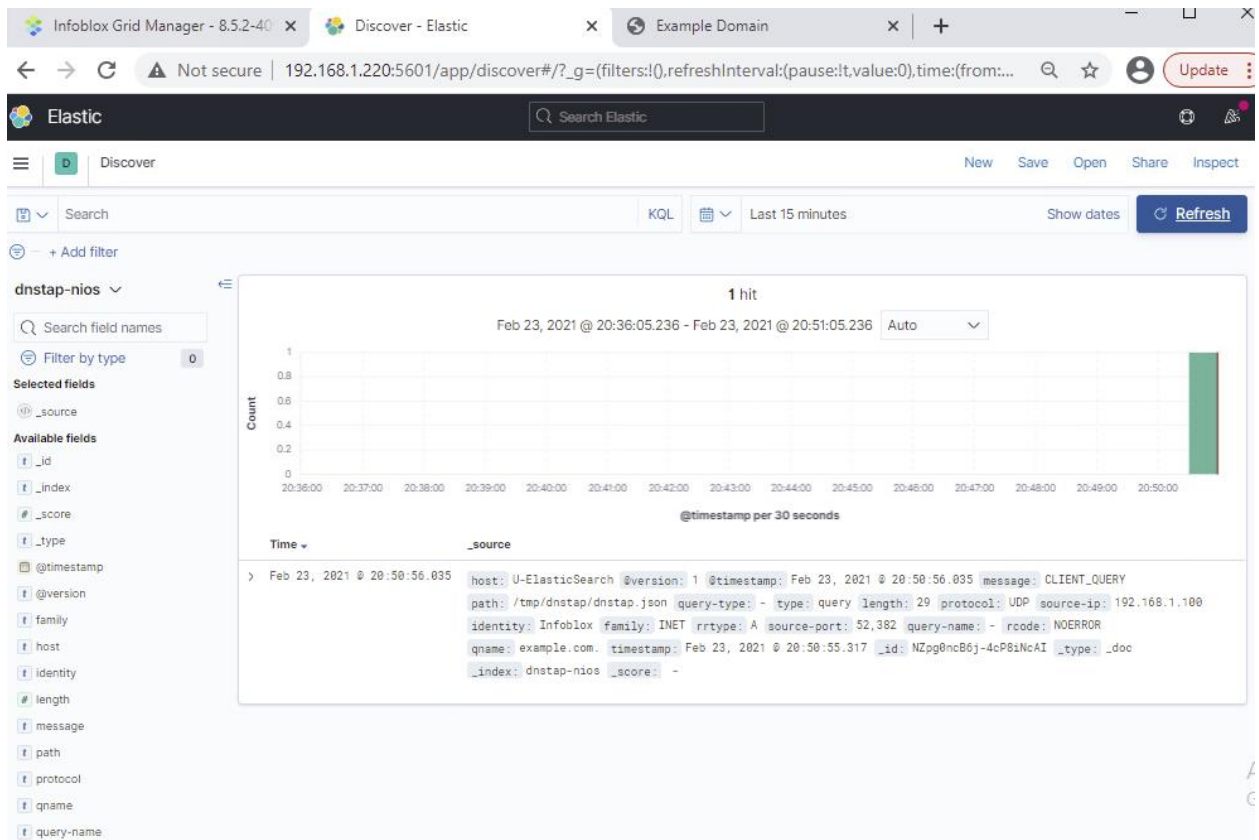 Infoblox Grid Manager - 8.5.2-40
Discover - Elastic
Example Domain
Not secure | 192.168.1.220:5601/app/discover#/?_g=(filters:!(),refreshInterval:(pause:!t,value:0),time:(from:...
Update
Elastic
Search Elastic
D Discover
New Save Open Share Inspect
Search KQL Last 15 minutes Show dates Refresh
+ Add filter
dnstap-nios
Search field names
Filter by type 0
Selected fields
_source
Available fields
t _id
t _index
# _score
t _type
@timestamp
t @version
t family
t host
t identity
# length
t message
t path
t protocol
t qname
t query-name
1 hit
Feb 23, 2021 @ 20:36:05.236 - Feb 23, 2021 @ 20:51:05.236 Auto
Count
1
0.8
0.6
0.4
0.2
0
20:36:00 20:37:00 20:38:00 20:39:00 20:40:00 20:41:00 20:42:00 20:43:00 20:44:00 20:45:00 20:46:00 20:47:00 20:48:00 20:49:00 20:50:00
@timestamp per 30 seconds
Time _source
Feb 23, 2021 @ 20:50:56.035 host: U-ElasticSearch @version: 1 @timestamp: Feb 23, 2021 @ 20:50:56.035 message: CLIENT_QUERY
path: /tmp/dnstap/dnstap.json query-type: - type: query length: 29 protocol: UDP source-ip: 192.168.1.100
identity: Infoblox family: INET rrtype: A source-port: 52,382 query-name: - rcode: NOERROR
qname: example.com. timestamp: Feb 23, 2021 @ 20:50:55.317 _id: NZpg0ncB6j-4cP8iNcAI _type: _doc
_index: dnstap-nios _score: -